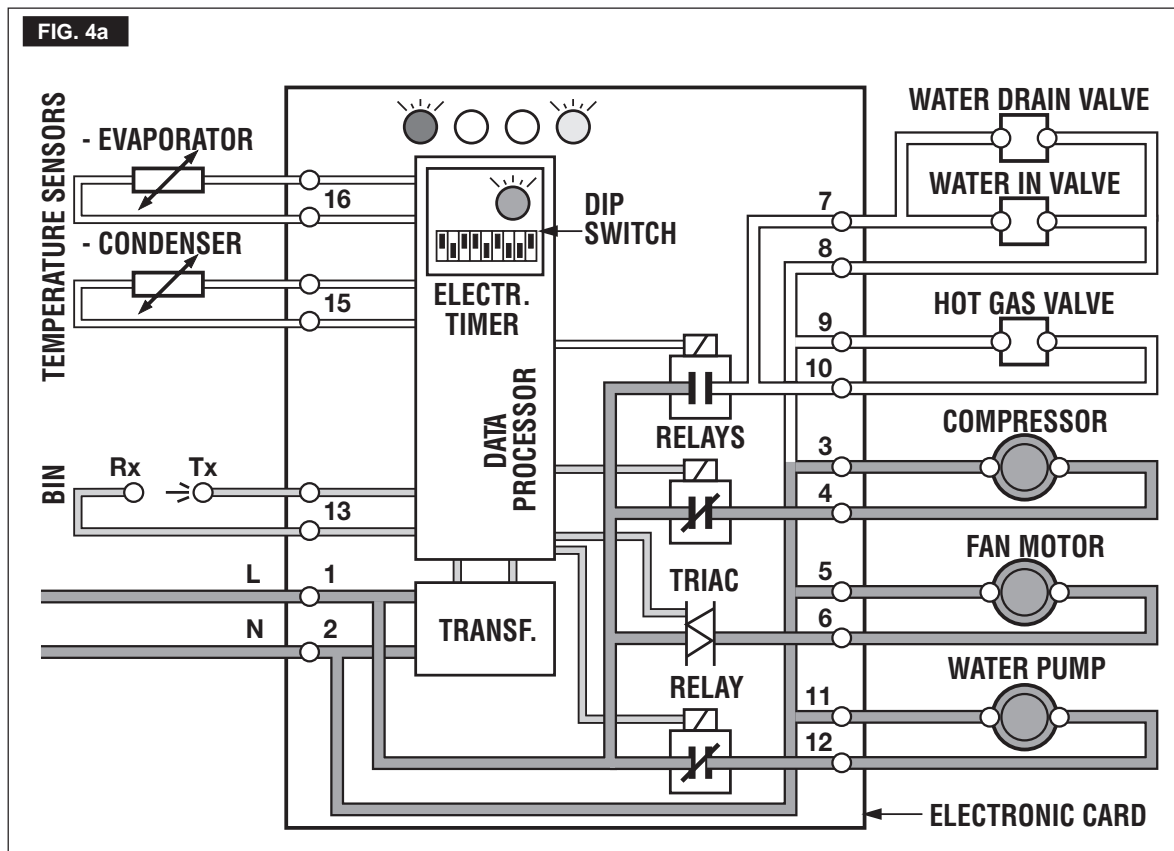 FIG. 4a
TEMPERATURE SENSORS
- EVAPORATOR
16
- CONDENSER
15
DIP
SWITCH
ELECTR.
TIMER
DATA
PROCESSOR
BIN
Rx
Tx
13
L
1
N
2
TRANSF.
RELAYS
TRIAC
RELAY
WATER DRAIN VALVE
WATER IN VALVE
7
8
HOT GAS VALVE
9
10
COMPRESSOR
3
4
FAN MOTOR
5
6
WATER PUMP
11
12
ELECTRONIC CARD